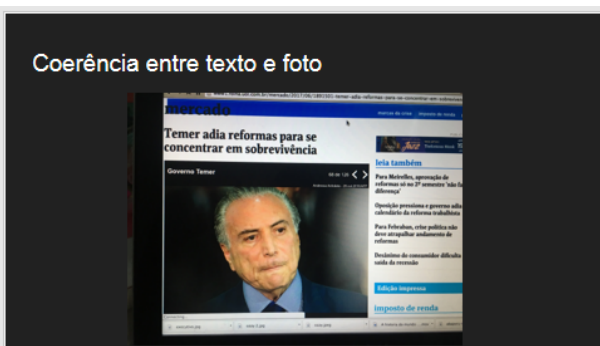 Coerência entre texto e foto
mercado
Temer adia reformas para se
concentrar em sobrevivência
Governo Temer
leia também
Para Meirelles, aprovação de
reformas só no 2º semestre 'não fa
diferença'
Oposição pressiona e governo adia
calendário da reforma trabalhista
Para Febraban, crise política não
deve atrapalhar andamento de
reformas
Desânimo do consumidor dificulta
saída da recessão
Edição impressa
imposto de renda